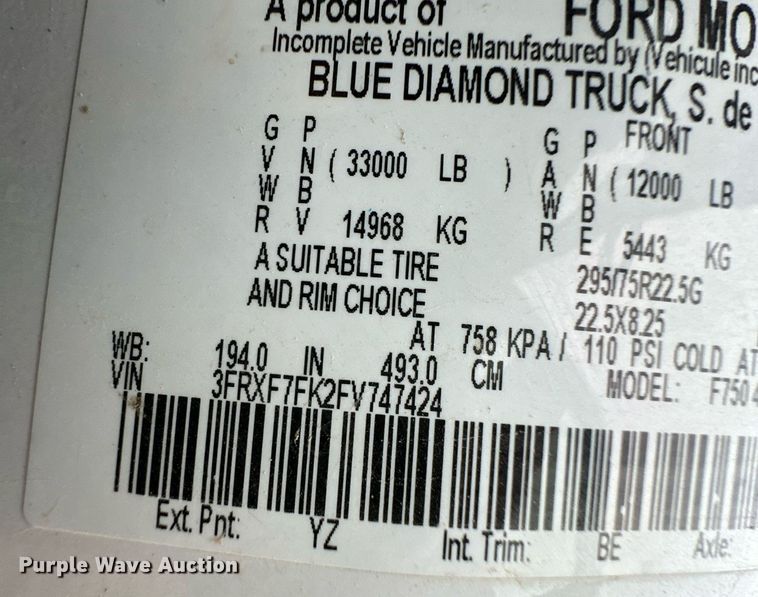 A product of FORD MO
Incomplete Vehicle Manufactured by (Vehicule inc
BLUE DIAMOND TRUCK, S. de
G P G P FRONT
V N ( 33000 LB ) A N ( 12000 LB
W B W B
R V 14968 KG R E 5443 KG
A SUITABLE TIRE 295/75R22.5G
AND RIM CHOICE 22.5X8.25
AT 758 KPA / 110 PSI COLD AT
WB: 194.0 IN 493.0 CM MODEL: F750
VIN 3FRXF7FK2FV747424
Ext. Pnt: YZ Int. Trim: BE Axle:
Purple Wave Auction